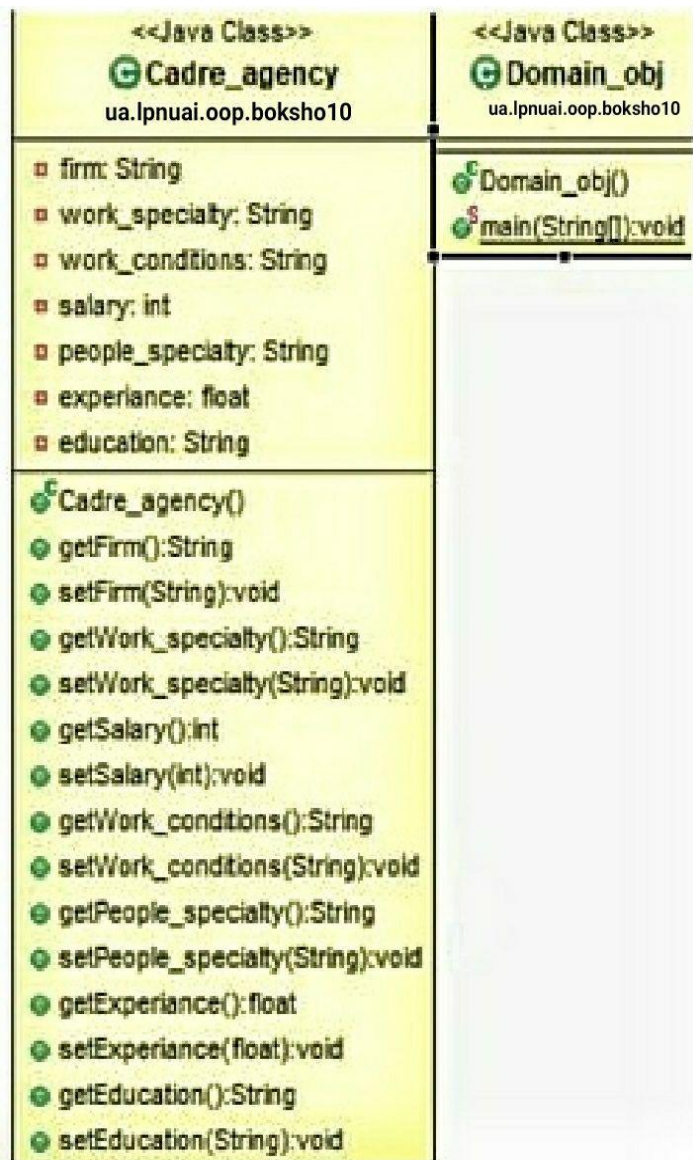 <<Java Class>>
Cadre_agency
ua.lpnuai.oop.boksho10
firm: String
work_specialty: String
work_conditions: String
salary: int
people_specialty: String
experiance: float
education: String
Cadre_agency()
getFirm():String
setFirm(String):void
getWork_specialty():String
setWork_specialty(String):void
getSalary():int
setSalary(int):void
getWork_conditions():String
setWork_conditions(String):void
getPeople_specialty():String
setPeople_specialty(String):void
getExperiance():float
setExperiance(float):void
getEducation():String
setEducation(String):void
<<Java Class>>
Domain_obj
ua.lpnuai.oop.boksho10
Domain_obj()
main(String[]):void